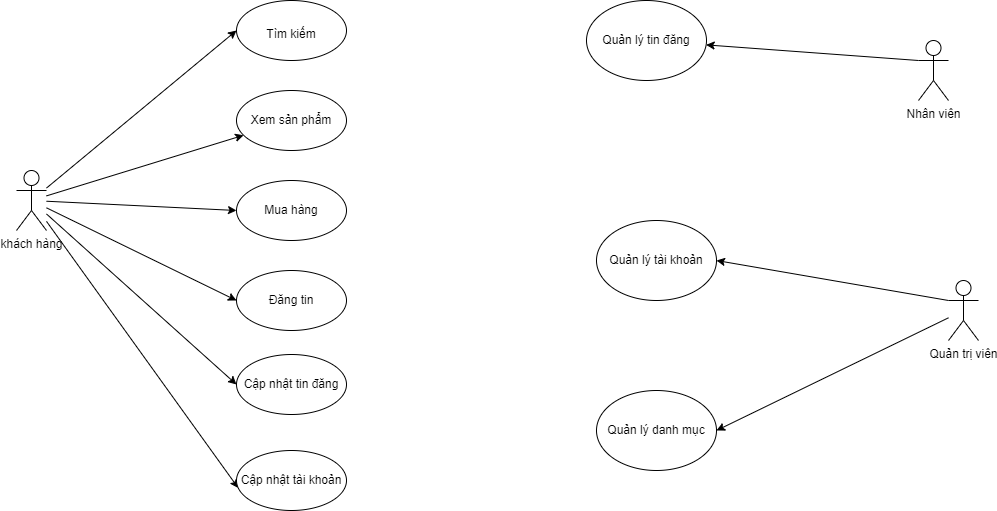 Tìm kiếm
Xem sản phẩm
Mua hàng
khách hàng
Đăng tin
Cập nhật tin đăng
Cập nhật tài khoản
Quản lý tin đăng
Nhân viên
Quản lý tài khoản
Quản trị viên
Quản lý danh mục